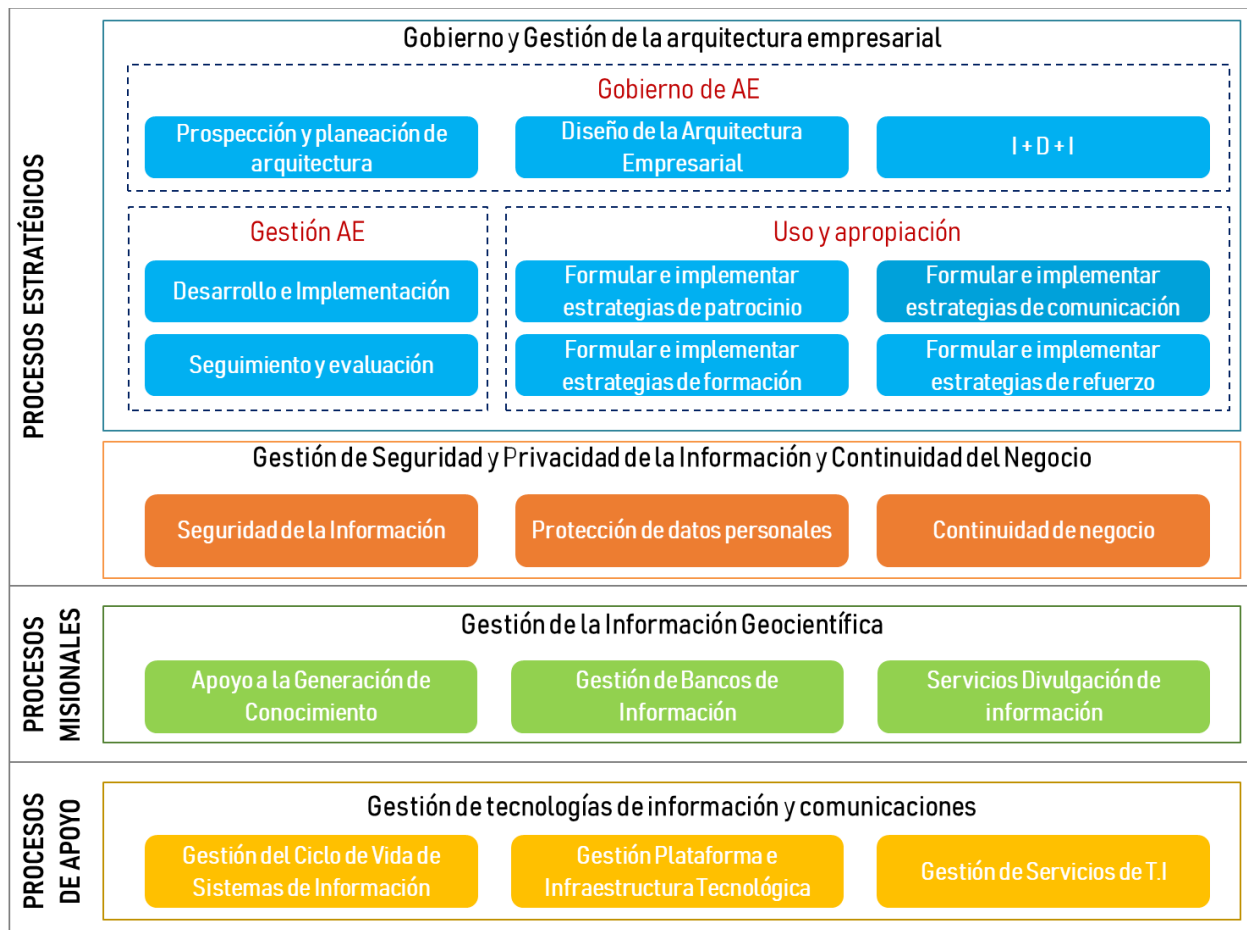 PROCESOS ESTRATÉGICOS
Gobierno y Gestión de la arquitectura empresarial
Gobierno de AE
Prospección y planeación de
arquitectura
Diseño de la Arquitectura
Empresarial
I + D + I
Gestión AE
Desarrollo e Implementación
Seguimiento y evaluación
Uso y apropiación
Formular e implementar
estrategias de patrocinio
Formular e implementar
estrategias de comunicación
Formular e implementar
estrategias de formación
Formular e implementar
estrategias de refuerzo
Gestión de Seguridad y Privacidad de la Información y Continuidad del Negocio
Seguridad de la Información
Protección de datos personales
Continuidad de negocio
PROCESOS
MISIONALES
Gestión de la Información Geocientífica
Apoyo a la Generación de
Conocimiento
Gestión de Bancos de
Información
Servicios Divulgación de
información
PROCESOS
DE APOYO
Gestión de tecnologías de información y comunicaciones
Gestión del Ciclo de Vida de
Sistemas de Información
Gestión Plataforma e
Infraestructura Tecnológica
Gestión de Servicios de T.I